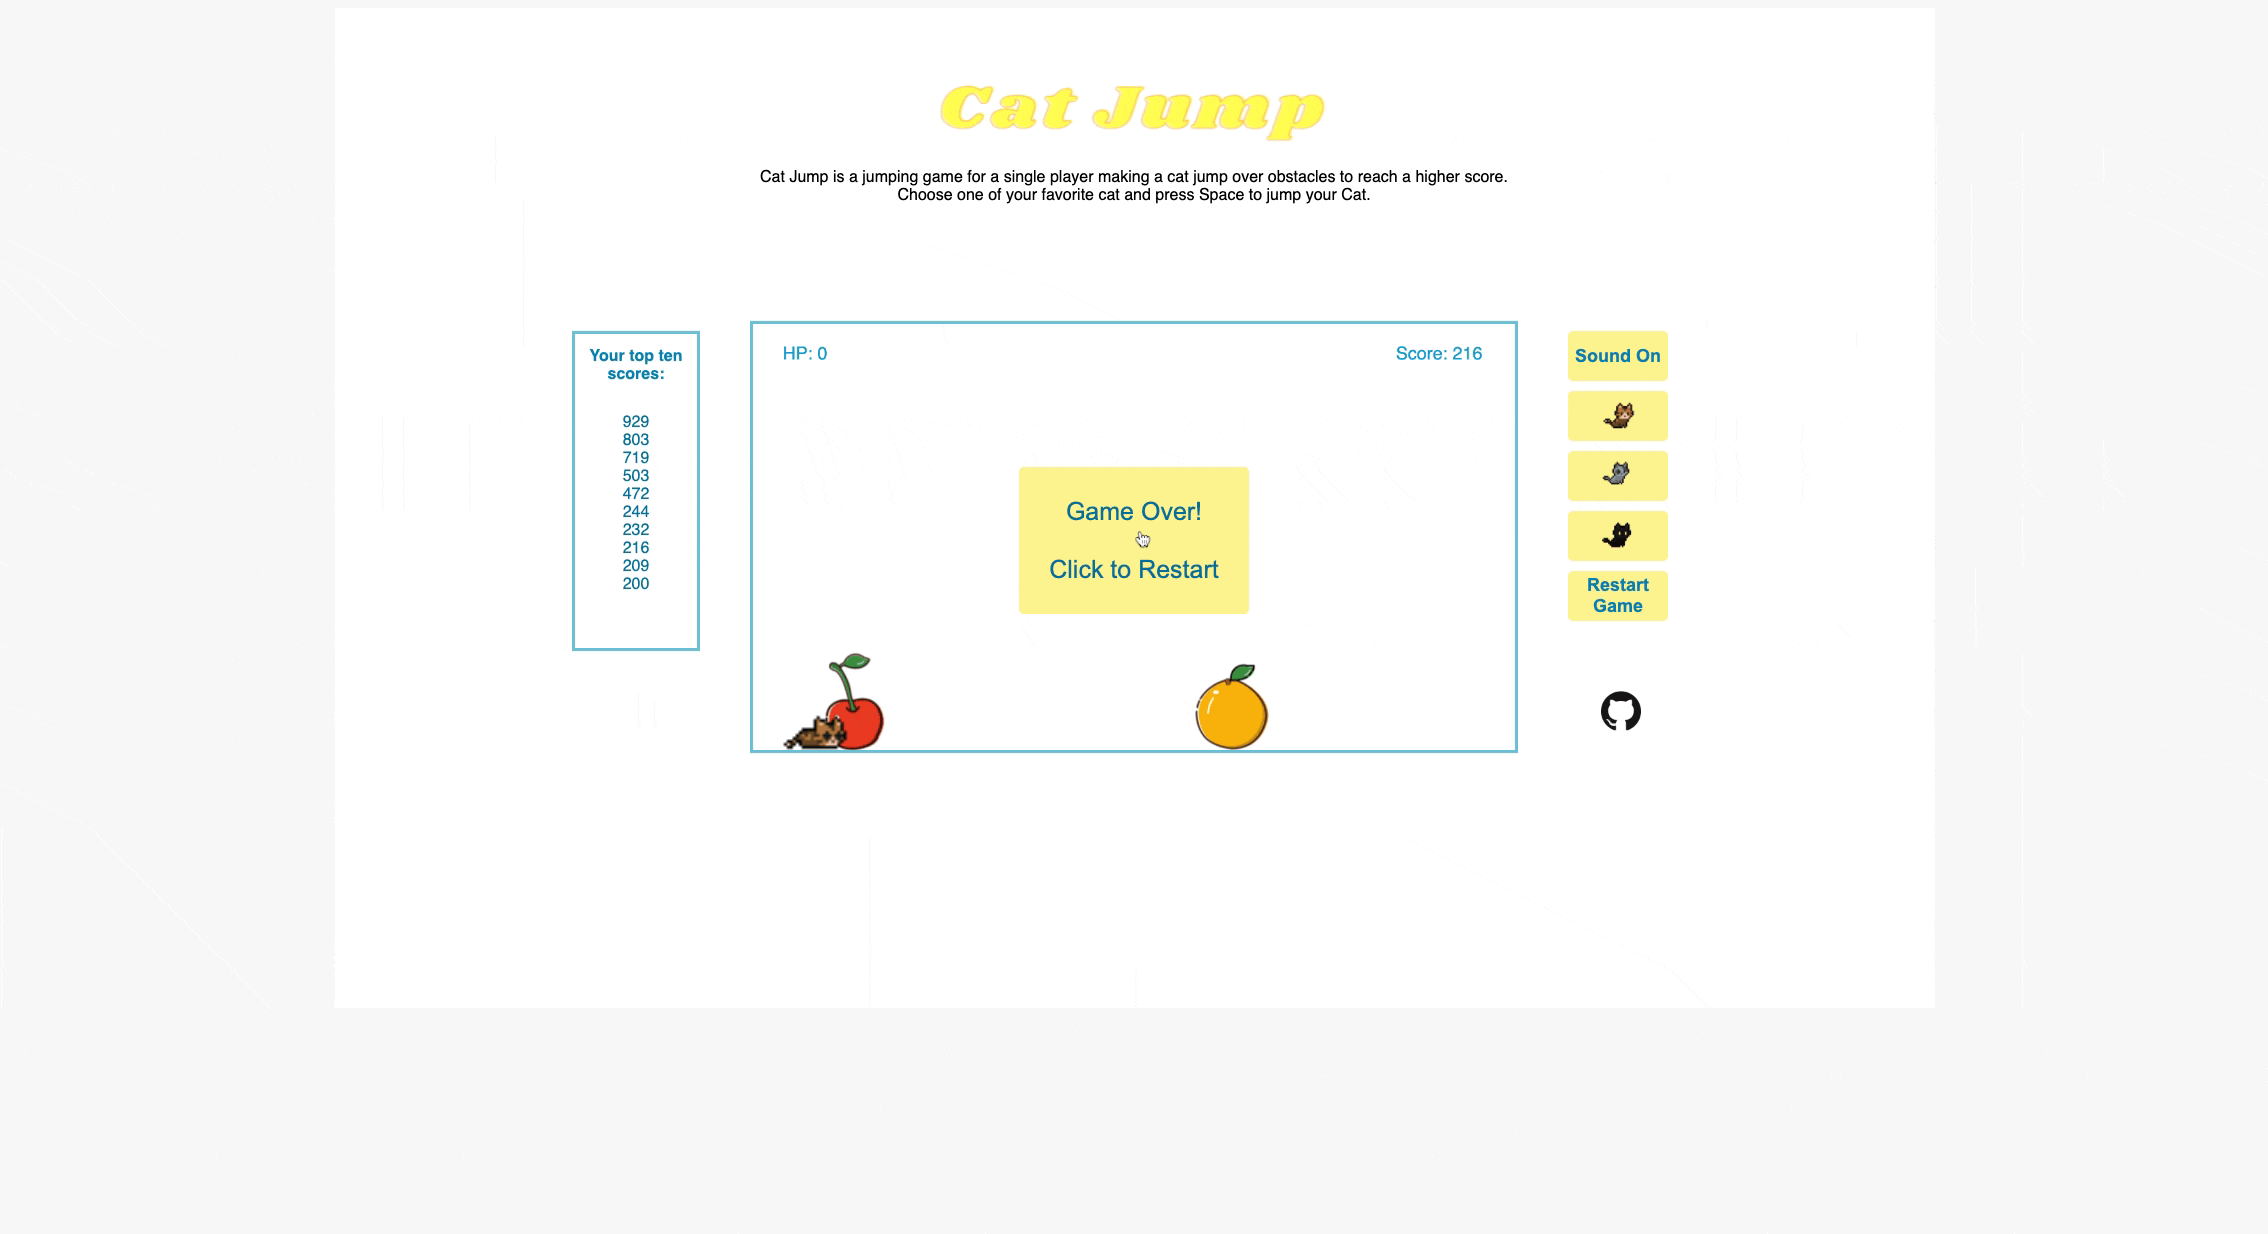 Cat Jump
Cat Jump is a jumping game for a single player making a cat jump over obstacles to reach a higher score.
Choose one of your favorite cat and press Space to jump your Cat.
Your top ten
scores:
929
803
719
503
472
244
232
216
209
200
HP: 0
Score: 216
Game Over!
Click to Restart
Sound On
Restart
Game